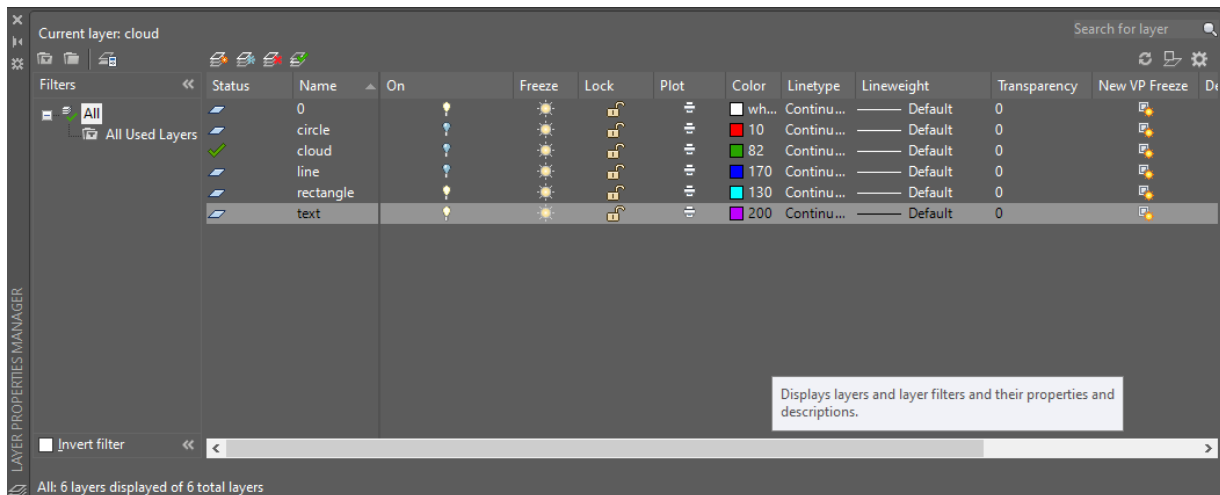 Current layer: cloud
Search for layer
Filters
Status Name On Freeze Lock Plot Color Linetype Lineweight Transparency New VP Freeze De
All
All Used Layers
0 wh... Continu... Default 0
circle 10 Continu... Default 0
cloud 82 Continu... Default 0
line 170 Continu... Default 0
rectangle 130 Continu... Default 0
text 200 Continu... Default 0
Displays layers and layer filters and their properties and
descriptions.
Invert filter
LAYER PROPERTIES MANAGER
All: 6 layers displayed of 6 total layers